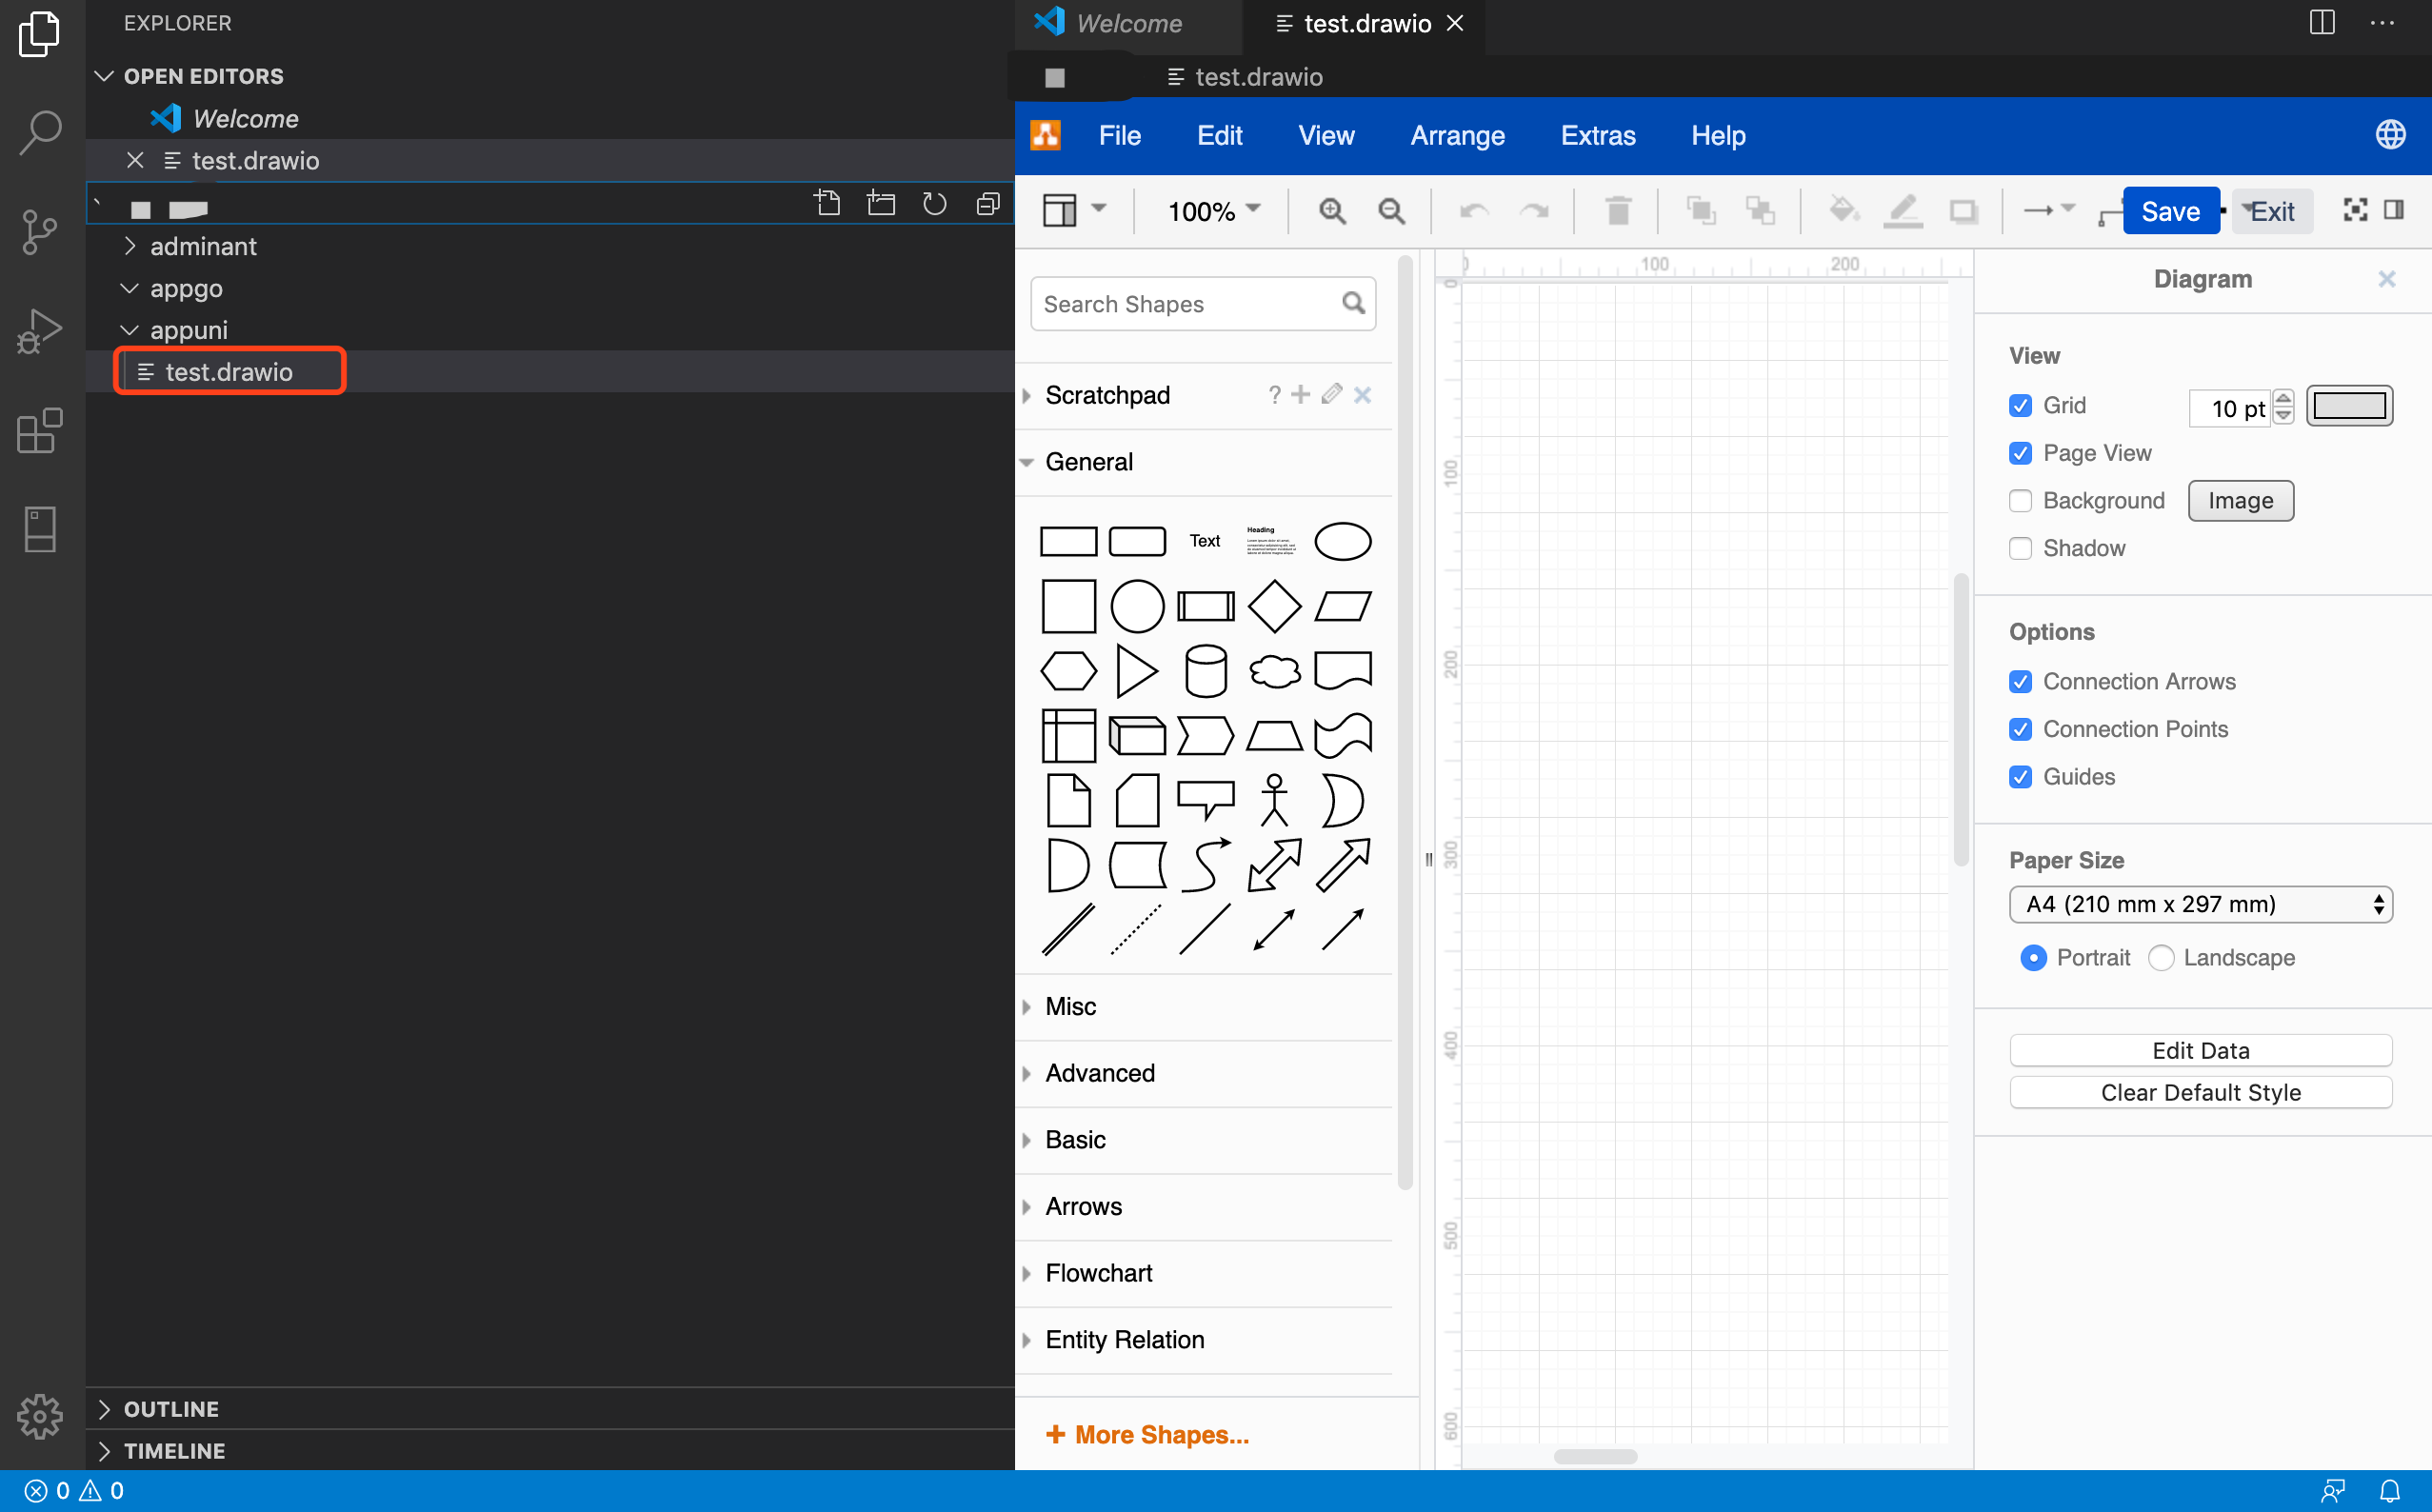 EXPLORER
OPEN EDITORS
Welcome
test.drawio
adminant
appgo
appuni
test.drawio
OUTLINE
TIMELINE
0 0
Welcome
test.drawio
test.drawio
File Edit View Arrange Extras Help
100%
Save Exit
Search Shapes
Scratchpad ?
General
Text
Heading
Misc
Advanced
Basic
Arrows
Flowchart
Entity Relation
+ More Shapes...
0 100 200
0
100
200
300
400
500
600
Diagram
View
Grid 10 pt
Page View
Background Image
Shadow
Options
Connection Arrows
Connection Points
Guides
Paper Size
A4 (210 mm x 297 mm)
Portrait Landscape
Edit Data
Clear Default Style